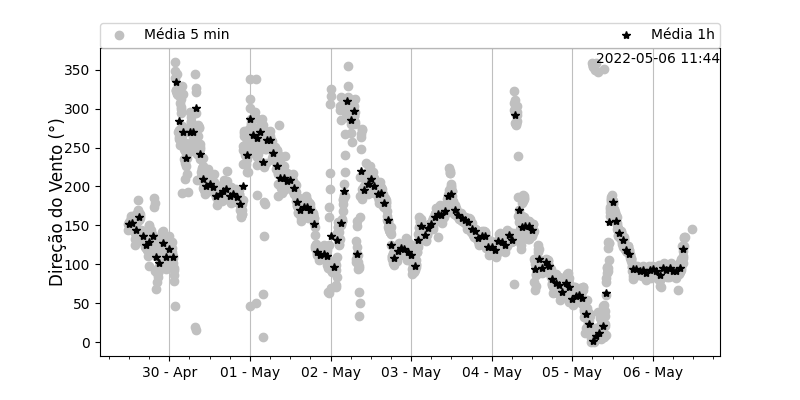 Média 5 min
Média 1h
2022-05-06 11:44
Direção do Vento (°)
350
300
250
200
150
100
50
0
30 - Apr
01 - May
02 - May
03 - May
04 - May
05 - May
06 - May